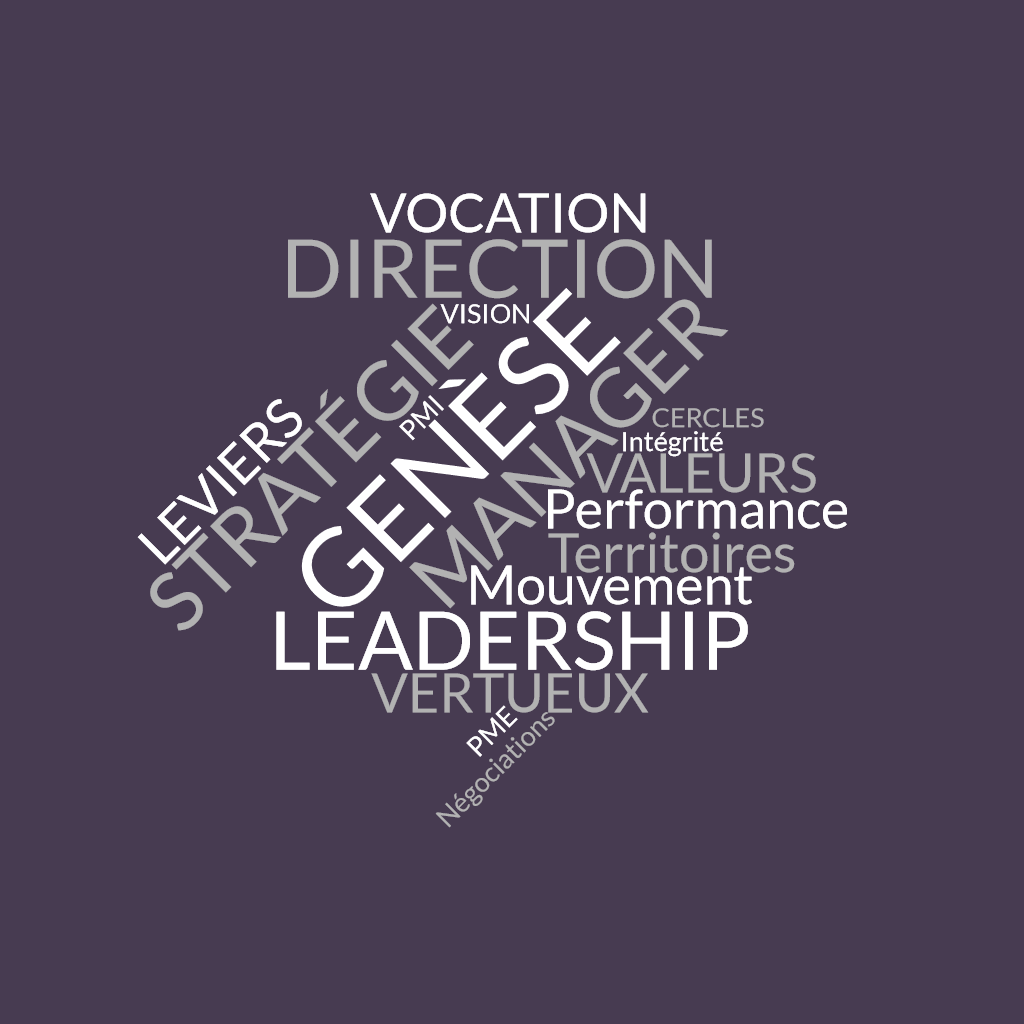 VOCATION
DIRECTION
VISION
STRATÉGIE
GENÈSE
MANAGER
PMI
LEVIERS
CERCLES
Intégrité
VALEURS
Performance
Territoires
Mouvement
LEADERSHIP
VERTUEUX
PME
Négociations